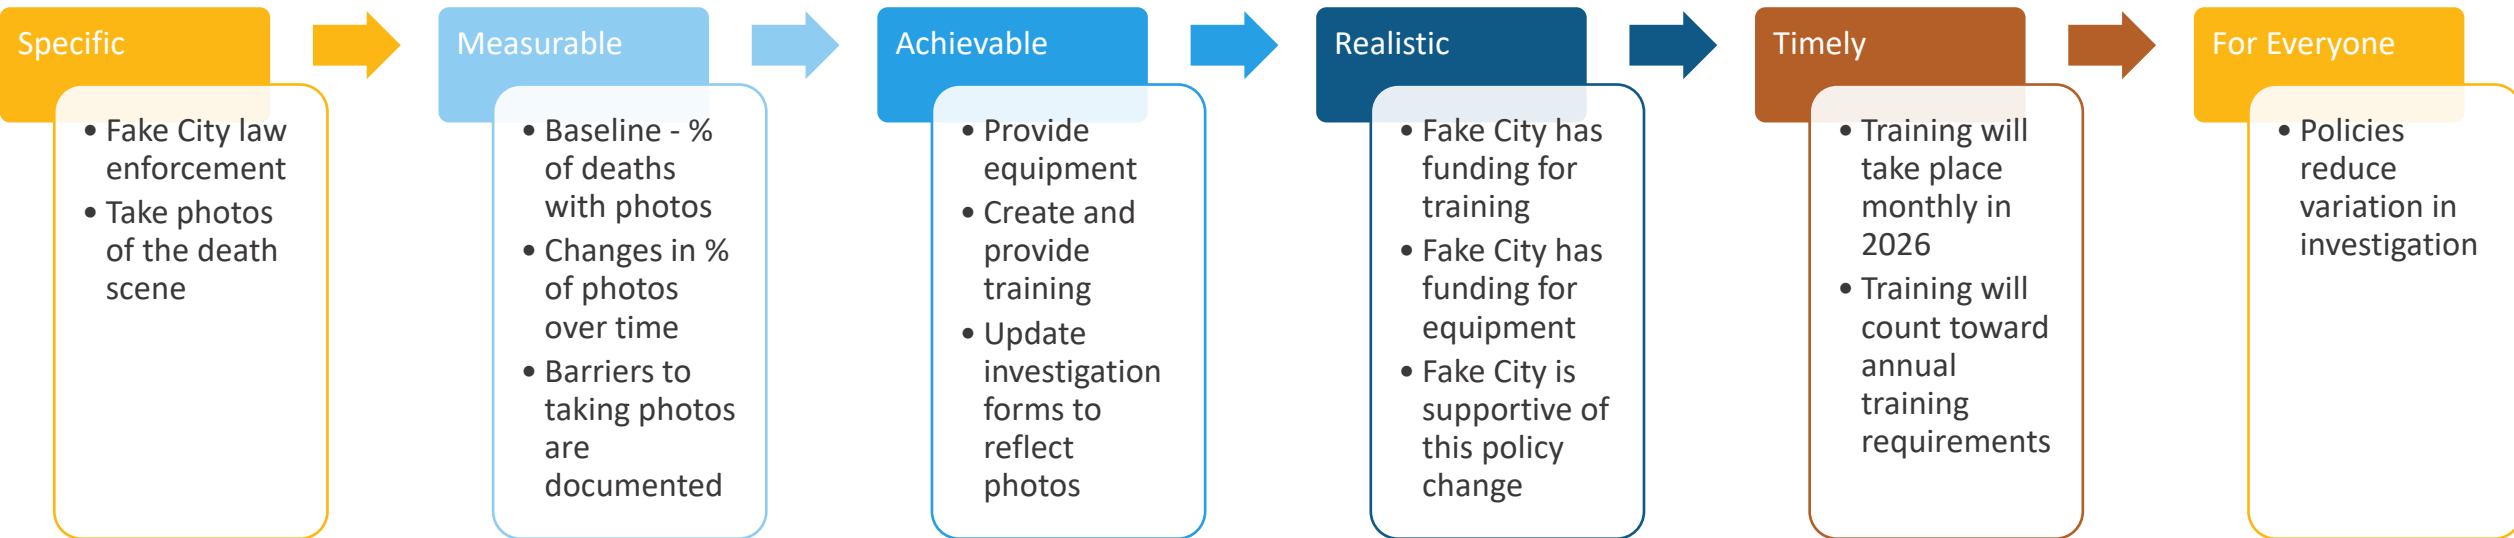 Specific
• Fake City law
enforcement
• Take photos
of the death
scene
Measurable
• Baseline - %
of deaths
with photos
• Changes in %
of photos
over time
• Barriers to
taking photos
are
documented
Achievable
• Provide
equipment
• Create and
provide
training
• Update
investigation
forms to
reflect
photos
Realistic
• Fake City has
funding for
training
• Fake City has
funding for
equipment
• Fake City is
supportive of
this policy
change
Timely
• Training will
take place
monthly in
2026
• Training will
count toward
annual
training
requirements
For Everyone
• Policies
reduce
variation in
investigation